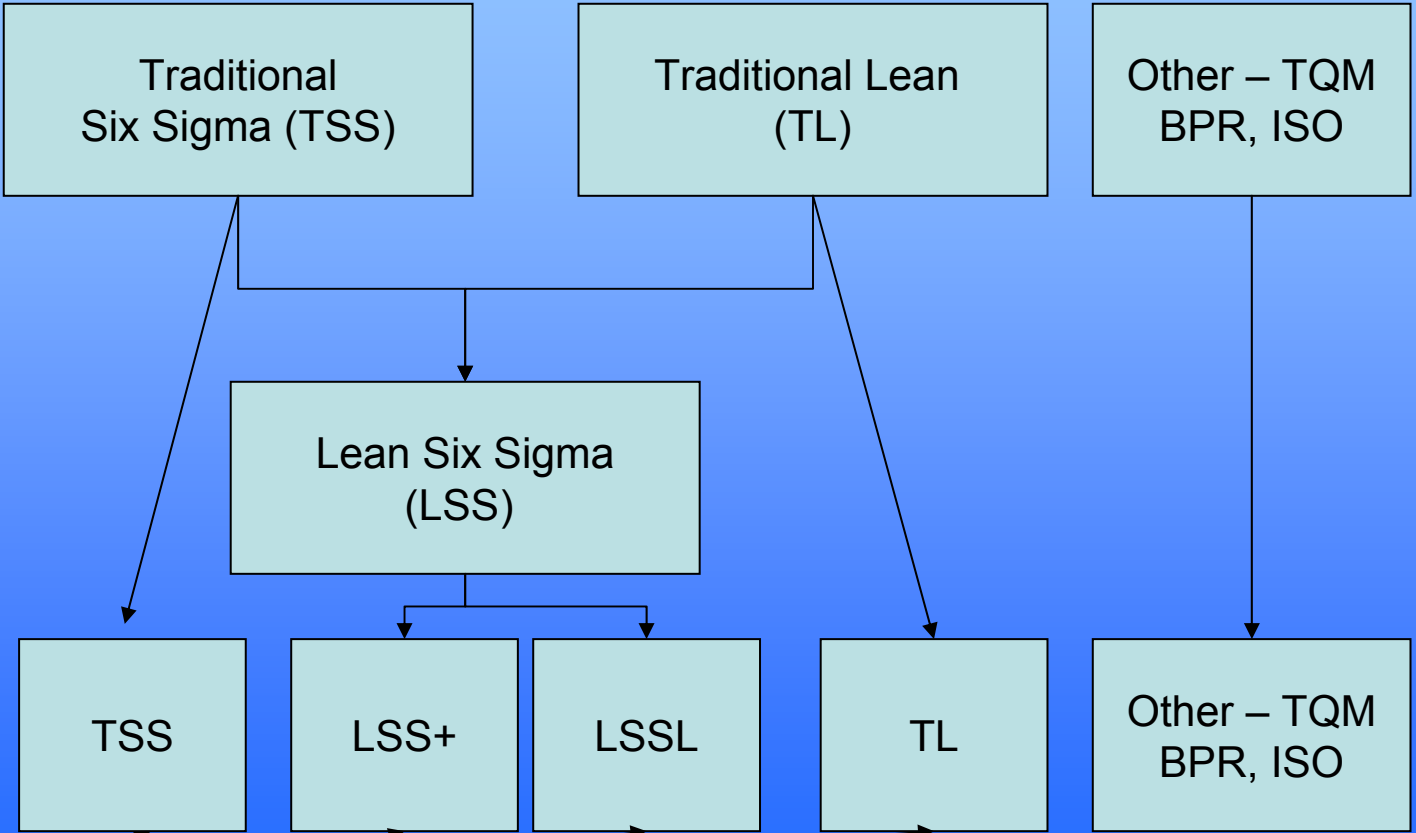 Traditional
Six Sigma (TSS)
Traditional Lean
(TL)
Other – TQM
BPR, ISO
Lean Six Sigma
(LSS)
TSS
LSS+
LSSL
TL
Other – TQM
BPR, ISO